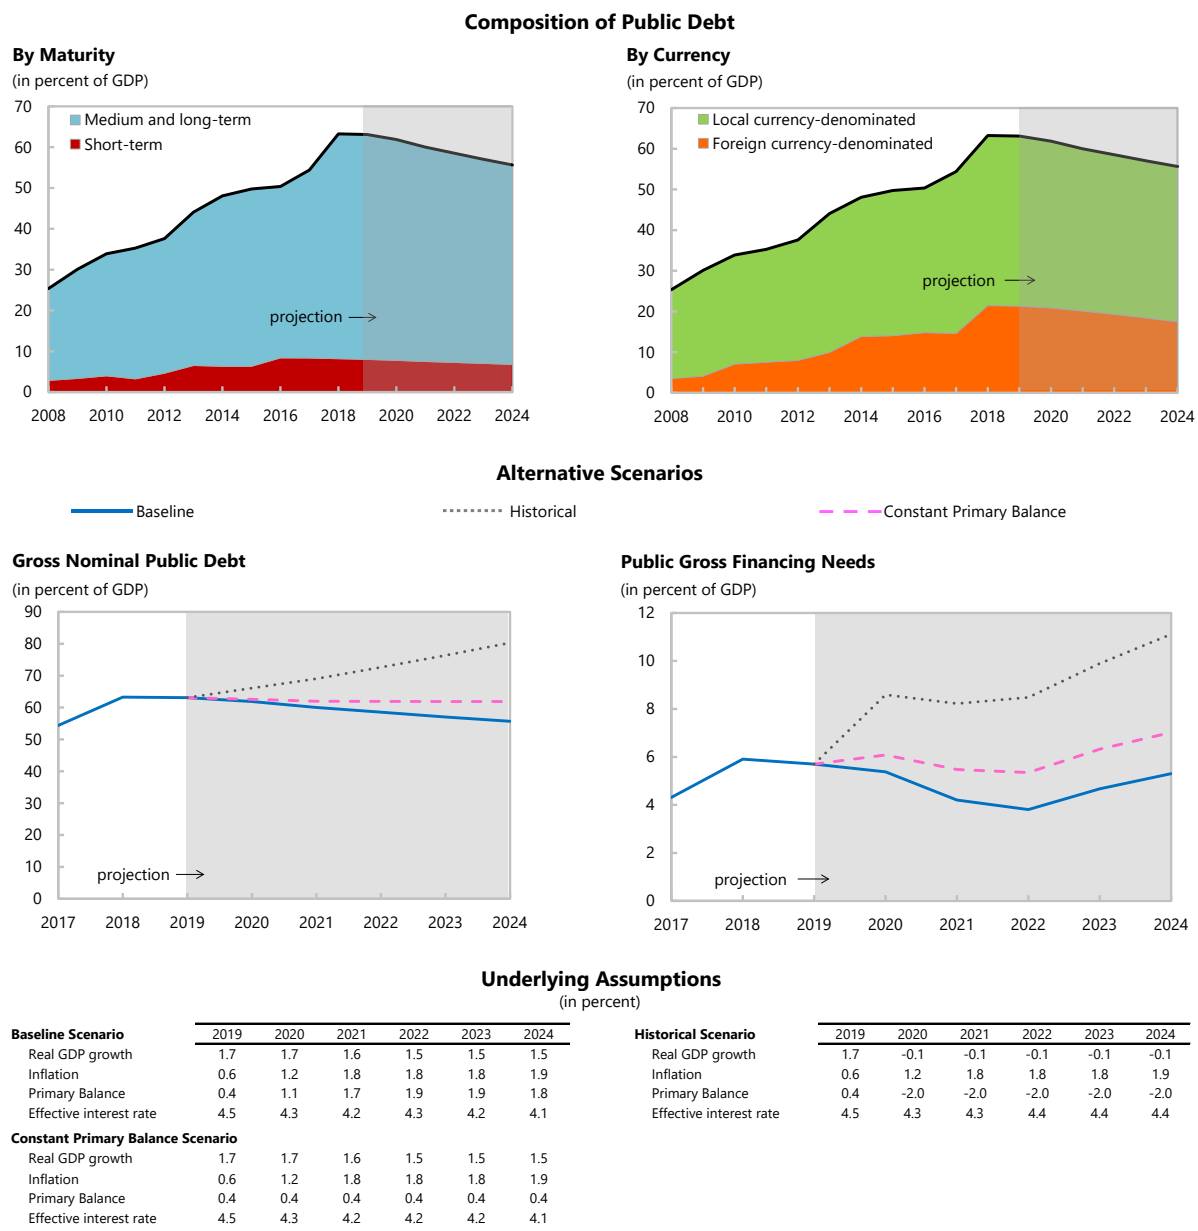 Composition of Public Debt
By Maturity
(in percent of GDP)
70
60
50
40
30
20
10
0
Medium and long-term
Short-term
projection
2008 2010 2012 2014 2016 2018 2020 2022 2024
By Currency
(in percent of GDP)
70
60
50
40
30
20
10
0
Local currency-denominated
Foreign currency-denominated
projection
2008 2010 2012 2014 2016 2018 2020 2022 2024
Alternative Scenarios
Baseline Historical Constant Primary Balance
Gross Nominal Public Debt
(in percent of GDP)
90
80
70
60
50
40
30
20
10
0
projection
2017 2018 2019 2020 2021 2022 2023 2024
Public Gross Financing Needs
(in percent of GDP)
12
10
8
6
4
2
0
projection
2017 2018 2019 2020 2021 2022 2023 2024
Underlying Assumptions
(in percent)
Baseline Scenario 2019 2020 2021 2022 2023 2024
Real GDP growth 1.7 1.7 1.6 1.5 1.5 1.5
Inflation 0.6 1.2 1.8 1.8 1.8 1.9
Primary Balance 0.4 1.1 1.7 1.9 1.9 1.8
Effective interest rate 4.5 4.3 4.2 4.3 4.2 4.1
Constant Primary Balance Scenario
Real GDP growth 1.7 1.7 1.6 1.5 1.5 1.5
Inflation 0.6 1.2 1.8 1.8 1.8 1.9
Primary Balance 0.4 0.4 0.4 0.4 0.4 0.4
Effective interest rate 4.5 4.3 4.2 4.2 4.2 4.1
Historical Scenario 2019 2020 2021 2022 2023 2024
Real GDP growth 1.7 -0.1 -0.1 -0.1 -0.1 -0.1
Inflation 0.6 1.2 1.8 1.8 1.8 1.9
Primary Balance 0.4 -2.0 -2.0 -2.0 -2.0 -2.0
Effective interest rate 4.5 4.3 4.3 4.4 4.4 4.4